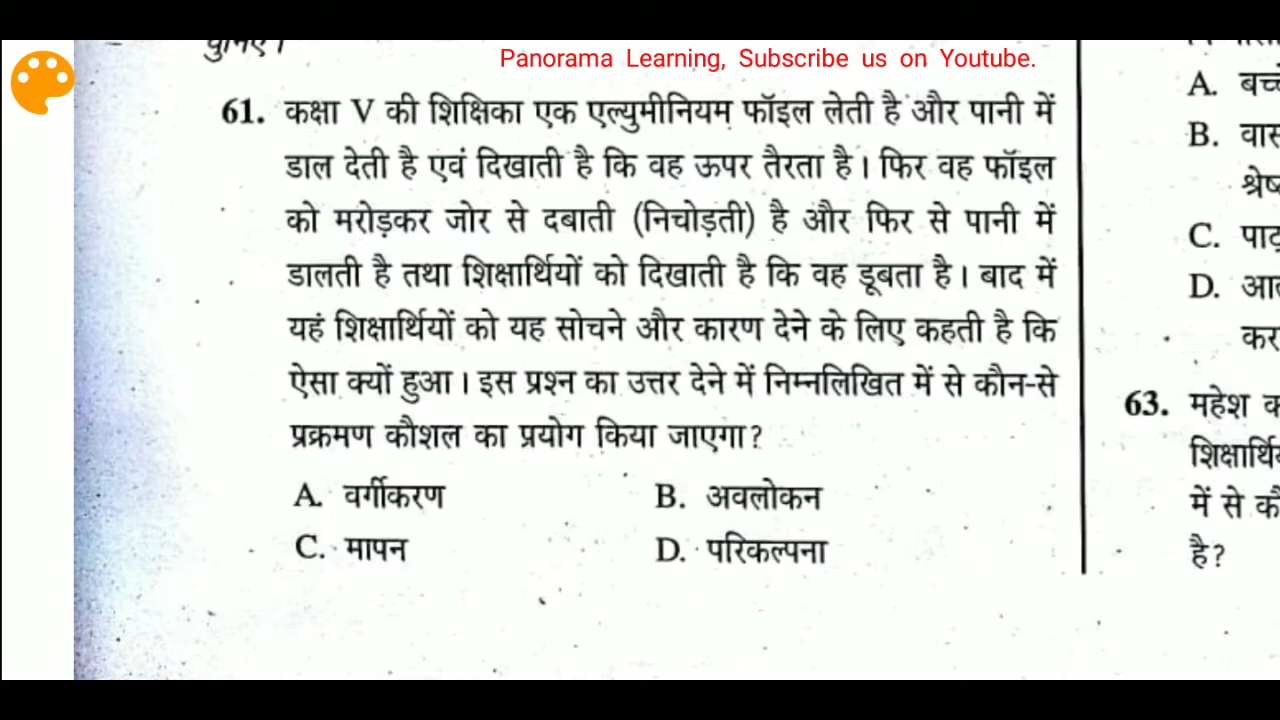 चुनिए।
Panorama Learning, Subscribe us on Youtube.
61. कक्षा V की शिक्षिका एक एल्युमीनियम फॉइल लेती है और पानी में
डाल देती है एवं दिखाती है कि वह ऊपर तैरता है। फिर वह फॉइल
को मरोड़कर जोर से दबाती (निचोड़ती) है और फिर से पानी में
डालती है तथा शिक्षार्थियों को दिखाती है कि वह डूबता है। बाद में
यहं शिक्षार्थियों को यह सोचने और कारण देने के लिए कहती है कि
ऐसा क्यों हुआ। इस प्रश्न का उत्तर देने में निम्नलिखित में से कौन-से
प्रक्रमण कौशल का प्रयोग किया जाएगा?
A. वर्गीकरण B. अवलोकन
C. मापन D. परिकल्पना
A.
B.
C.
D.
कर
63. महेश
में से
है?